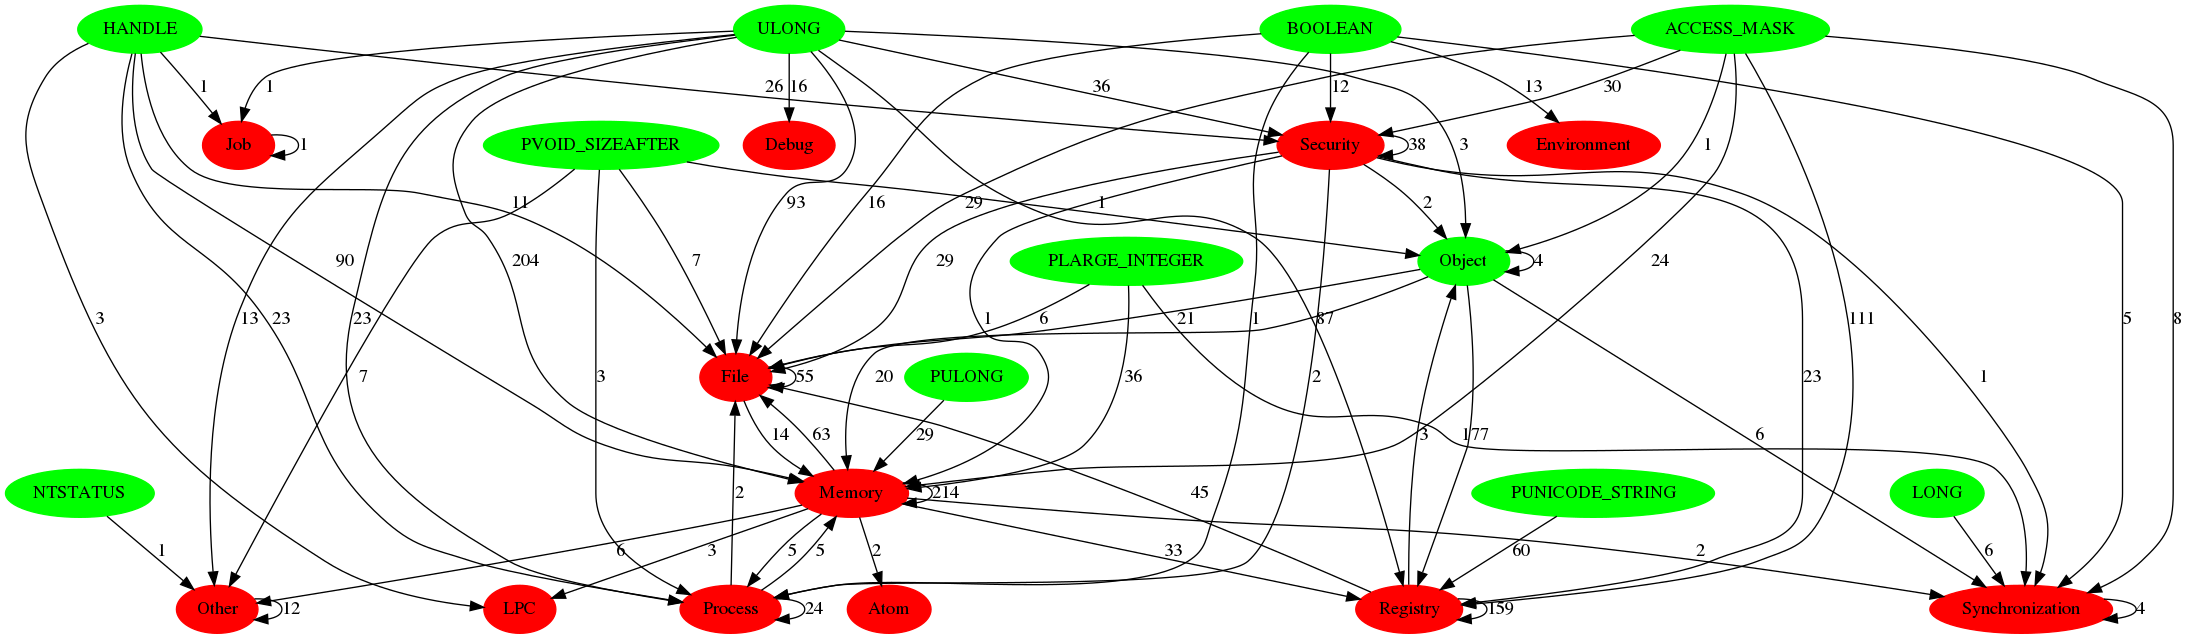 HANDLE ULONG BOOLEAN ACCESS_MASK
1 1 26 16 36 12 13 30
Job PVOID_SIZEAFTER Debug Security Environment
1 38 3 1
11 93 16 29 1 2
PLARGE_INTEGER Object
90 204 7 29 24 4
3 13 23 23 1 6 21 1 87 111 5 8
File PULONG
7 3 55 20 36 2 23 1
14 63 29 3 177 6
NTSTATUS Memory PUNICODE_STRING LONG
2 214 45
1 6 3 5 5 2 33 60 2 6
Other LPC Process Atom Registry Synchronization
12 24 159 4